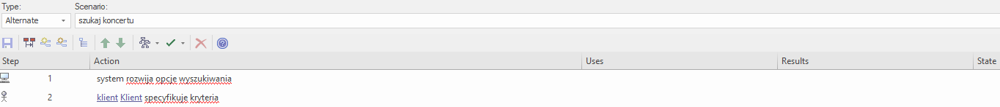 Type: Scenario:
Alternate szukaj koncertu
Step Action Uses Results State
1 system rozwija opcje wyszukiwania
2 klient Klient specyfikuje kryteria